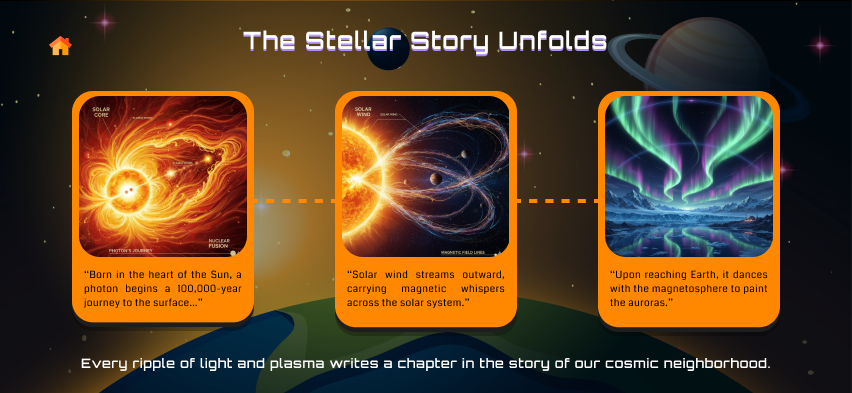 The Stellar Story Unfolds
SOLAR
CORE
NUCLEAR
FUSION
PHOTON'S JOURNEY
"Born in the heart of the Sun, a
photon begins a 100,000-year
journey to the surface..."
SOLAR
WIND
SOLAR WIND
MAGNETIC FIELD LINES
"Solar wind streams outward,
carrying magnetic whispers
across the solar system."
"Upon reaching Earth, it dances
with the magnetosphere to paint
the auroras."
Every ripple of light and plasma writes a chapter in the story of our cosmic neighborhood.